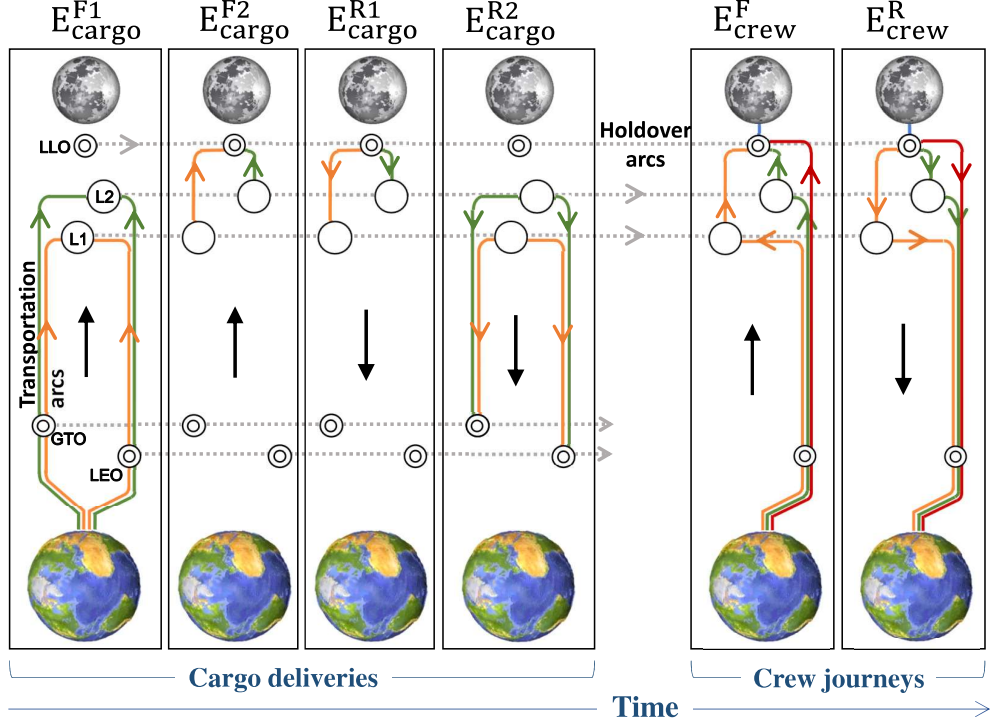 E^F1_cargo E^F2_cargo E^R1_cargo E^R2_cargo E^F_crew E^R_crew
LLO
Holdover
arcs
L2
L1
Transportation
arcs
GTO
LEO
Cargo deliveries
Crew journeys
Time